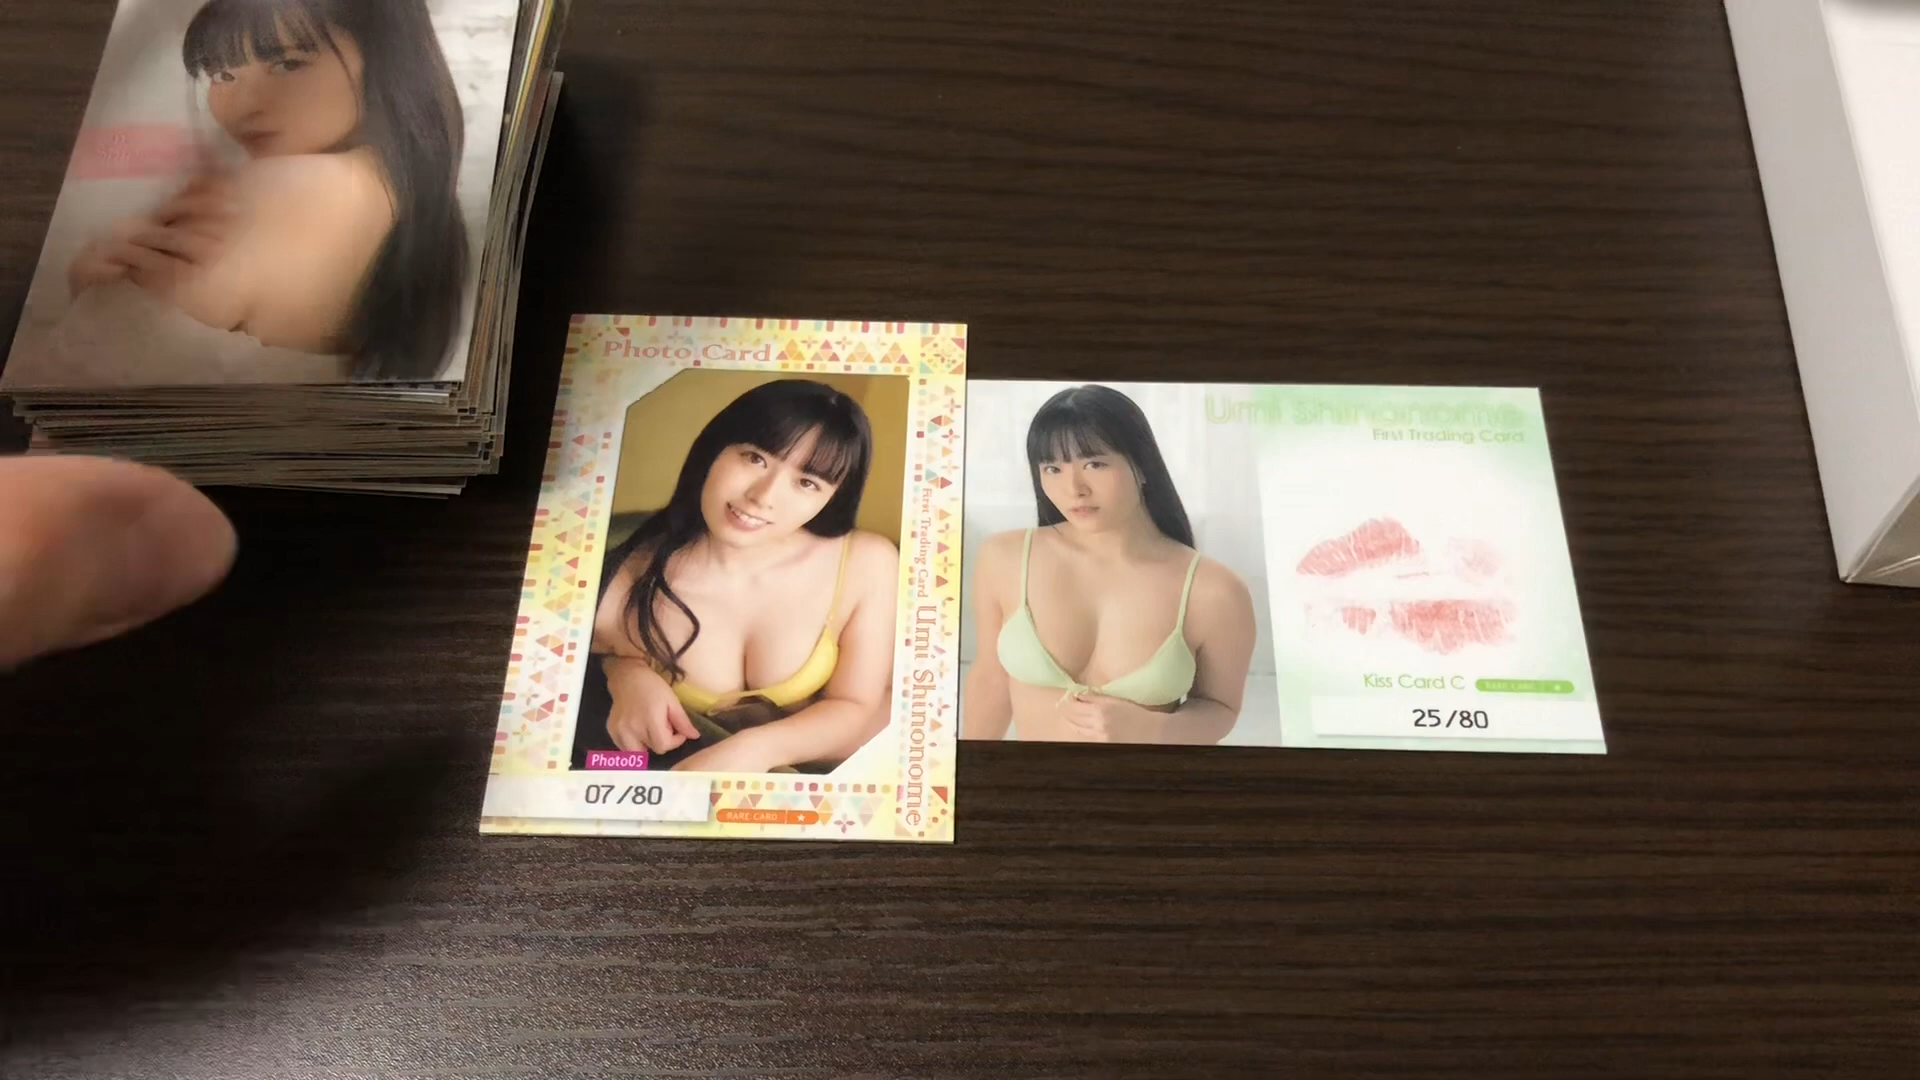 Photo Card
First Trading Card Umi Shinonome
Photo05
07/80
RARE CARD ★
Umi Shinonome
First Trading Card
Kiss Card C
RARE CARD ★
25/80